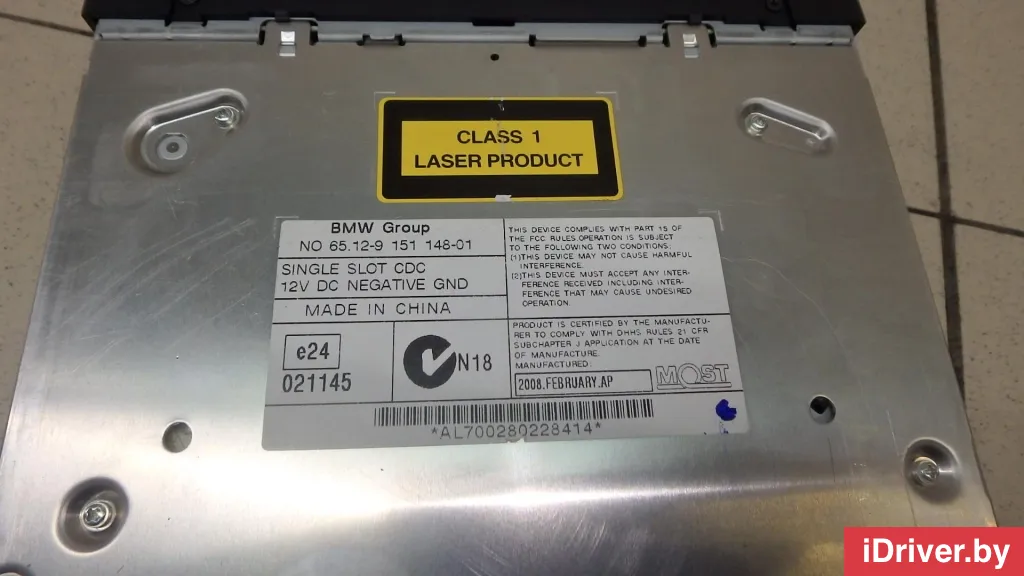 CLASS 1
LASER PRODUCT
BMW Group
NO 65.12-9 151 148-01
SINGLE SLOT CDC
12V DC NEGATIVE GND
MADE IN CHINA
e24
021145
N18
THIS DEVICE COMPLIES WITH PART 15 OF
THE FCC RULES.OPERATION IS SUBJECT
TO THE FOLLOWING TWO CONDITIONS:
(1)THIS DEVICE MAY NOT CAUSE HARMFUL
INTERFERENCE.
(2)THIS DEVICE MUST ACCEPT ANY INTER-
FERENCE RECEIVED INCLUDING INTER-
FERENCE THAT MAY CAUSE UNDESIRED
OPERATION.
PRODUCT IS CERTIFIED BY THE MANUFACTU-
RER TO COMPLY WITH DHHS RULES 21 CFR
SUBCHAPTER J APPLICATION AT THE DATE
OF MANUFACTURE.
MANUFACTURED:
2008.FEBRUARY.AP
MOST
*AL700280228414*
iDriver.by